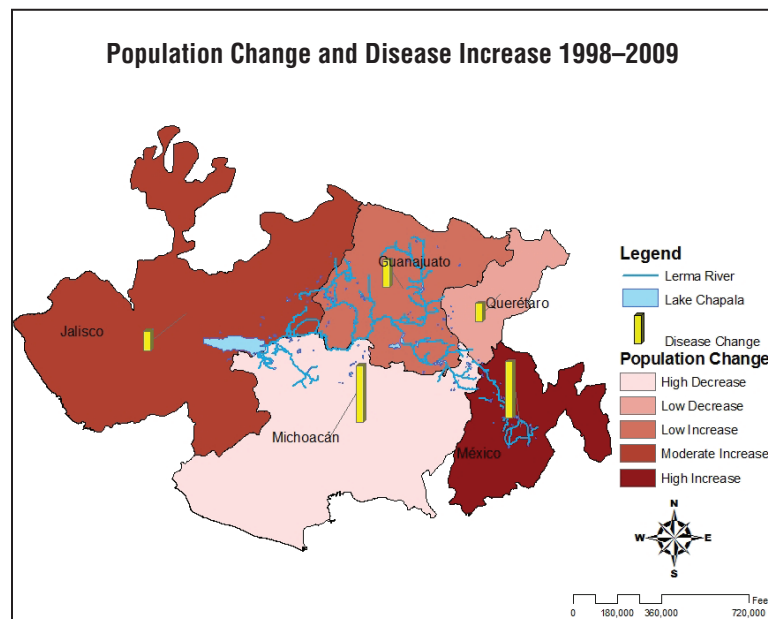 Population Change and Disease Increase 1998–2009
Guanajuato
Querétaro
Jalisco
Michoacán
México
Legend
Lerma River
Lake Chapala
Disease Change
Population Change
High Decrease
Low Decrease
Low Increase
Moderate Increase
High Increase
N
W E
S
Fee
0 180,000 360,000 720,000